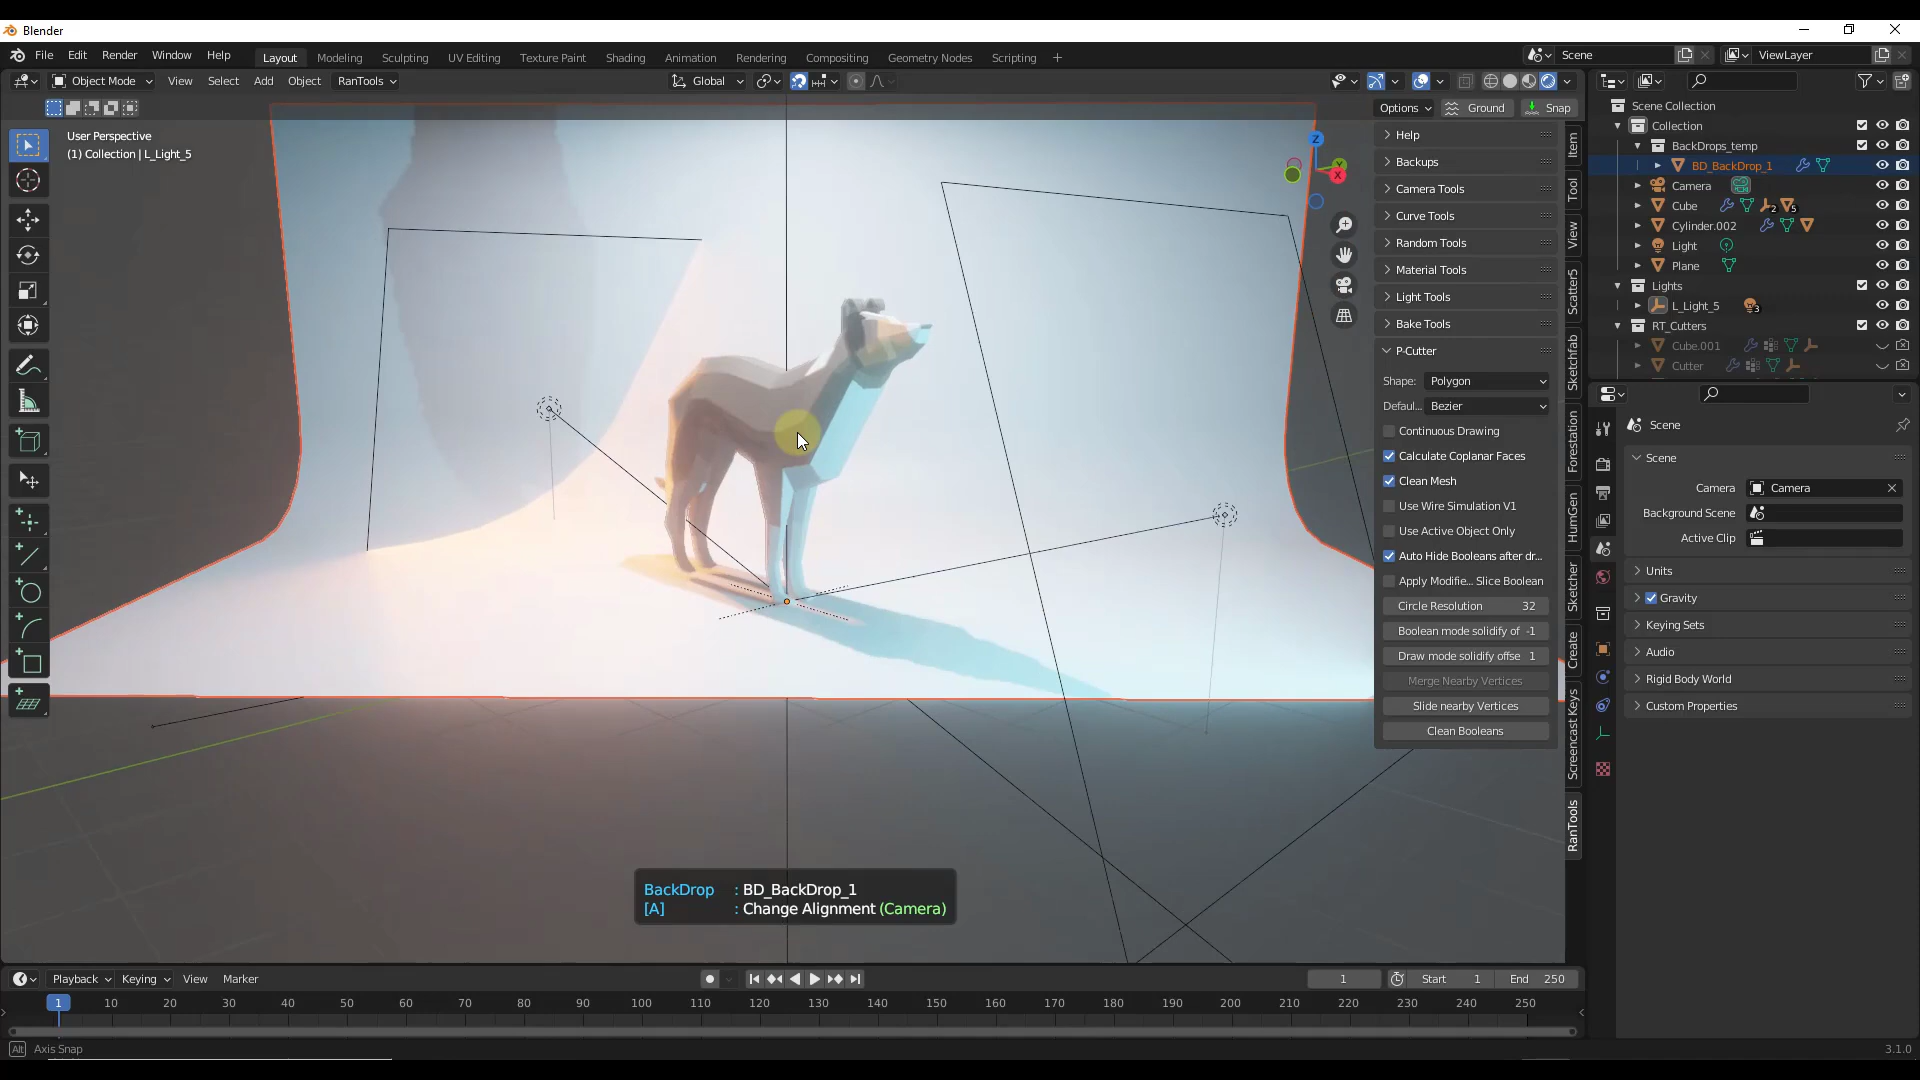 Blender
File Edit Render Window Help Layout Modeling Sculpting UV Editing Texture Paint Shading Animation Rendering Compositing Geometry Nodes Scripting + Scene ViewLayer
Object Mode View Select Add Object RanTools Global
Options Ground Snap
User Perspective
(1) Collection | L_Light_5
Z
Y
X
Help
Backups
Camera Tools
Curve Tools
Random Tools
Material Tools
Light Tools
Bake Tools
P-Cutter
Shape: Polygon
Defaul... Bezier
Continuous Drawing
Calculate Coplanar Faces
Clean Mesh
Use Wire Simulation V1
Use Active Object Only
Auto Hide Booleans after dr...
Apply Modifie... Slice Boolean
Circle Resolution 32
Boolean mode solidify of -1
Draw mode solidify offse 1
Merge Nearby Vertices
Slide nearby Vertices
Clean Booleans
Item
Tool
View
Scatter5
Sketchfab
Forestation
HumGen
Sketcher
Create
Screencast Keys
RanTools
Scene Collection
Collection
BackDrops_temp
BD_BackDrop_1
Camera
Cube 2 5
Cylinder.002
Light
Plane
Lights
L_Light_5 3
RT_Cutters
Cube.001
Cutter
Scene
Scene
Camera Camera
Background Scene
Active Clip
Units
Gravity
Keying Sets
Audio
Rigid Body World
Custom Properties
BackDrop : BD_BackDrop_1
[A] : Change Alignment (Camera)
Playback Keying View Marker 1 Start 1 End 250
1 10 20 30 40 50 60 70 80 90 100 110 120 130 140 150 160 170 180 190 200 210 220 230 240 250
Alt Axis Snap 3.1.0